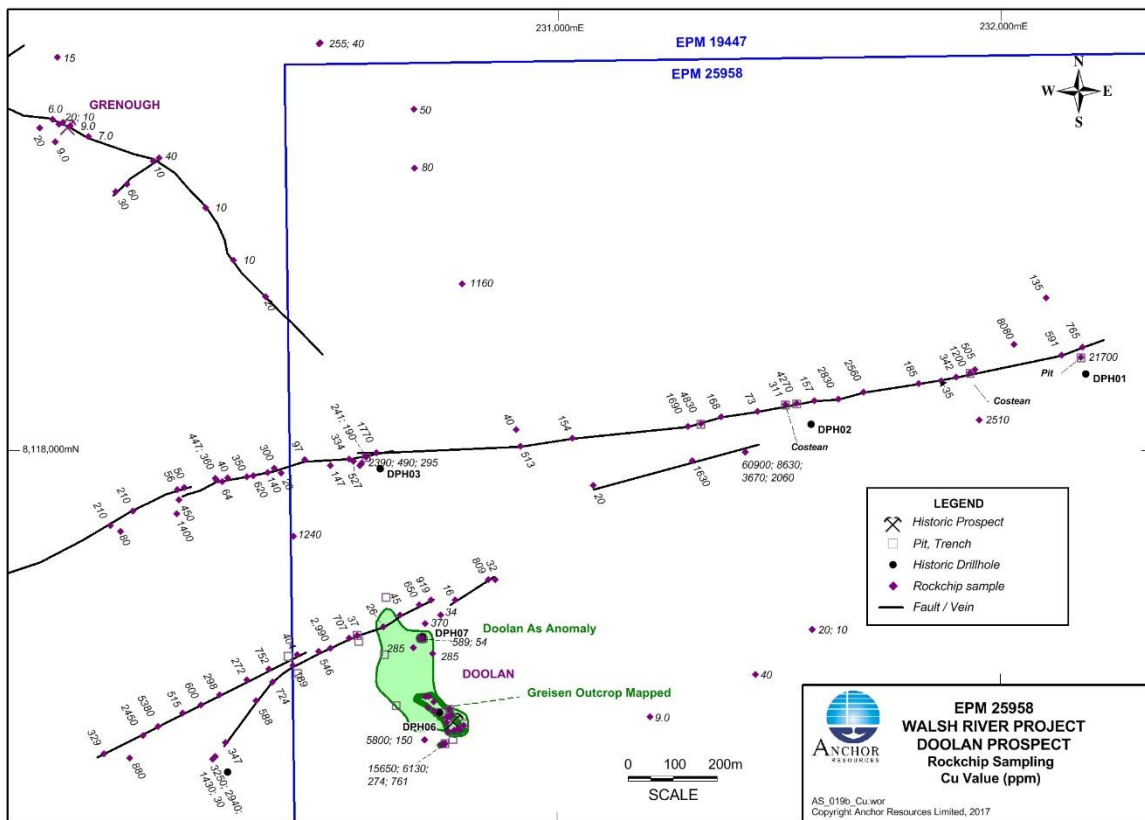 231,000mE
232,000mE
EPM 19447
EPM 25958
N
W E
S
255; 40
15
GRENOUGH
6.0
20; 10
9.0
7.0
20
9.0
40
10
60
30
10
10
20
50
80
1160
135
8080
765
591
21700
Pit
DPH01
505
1200
342
35
185
Costean
2510
2560
2830
157
4270
311
Costean
DPH02
73
168
4830
1690
154
513
40
60900; 8630;
3670; 2060
1630
20
8,118,000mN
1770
241; 190
2390; 490; 295
DPH03
334
527
147
97
300
20
140
350
620
40
64
447; 360
50
56
450
1400
210
210
80
1240
LEGEND
Historic Prospect
Pit, Trench
Historic Drillhole
Rockchip sample
Fault / Vein
32
809
16
34
919
650
45
26
370
DPH07
589; 54
285
285
Doolan As Anomaly
DOOLAN
Greisen Outcrop Mapped
DPH06
5800; 150
15650; 6130;
274; 761
37
707
2,990
546
404
189
752
724
272
588
298
600
515
5380
2450
329
880
347
3250; 2940;
1430; 30
20; 10
40
9.0
0 100 200m
SCALE
ANCHOR
RESOURCES
EPM 25958
WALSH RIVER PROJECT
DOOLAN PROSPECT
Rockchip Sampling
Cu Value (ppm)
AS_019b_Cu.wor
Copyright Anchor Resources Limited, 2017